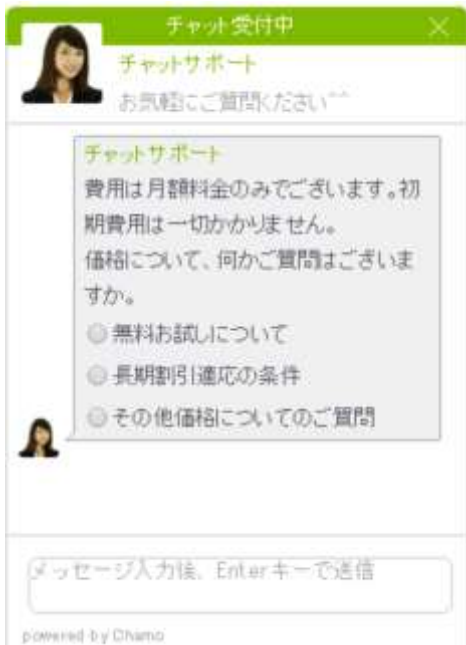 チャット受付中
チャットサポート
お気軽にご質問ください^^
チャットサポート
費用は月額料金のみでございます。初
期費用は一切かかりません。
価格について、何かご質問はございま
すか。
無料お試しについて
長期割引適応の条件
その他価格についてのご質問
メッセージ入力後、Enterキーで送信
powered by Chamo